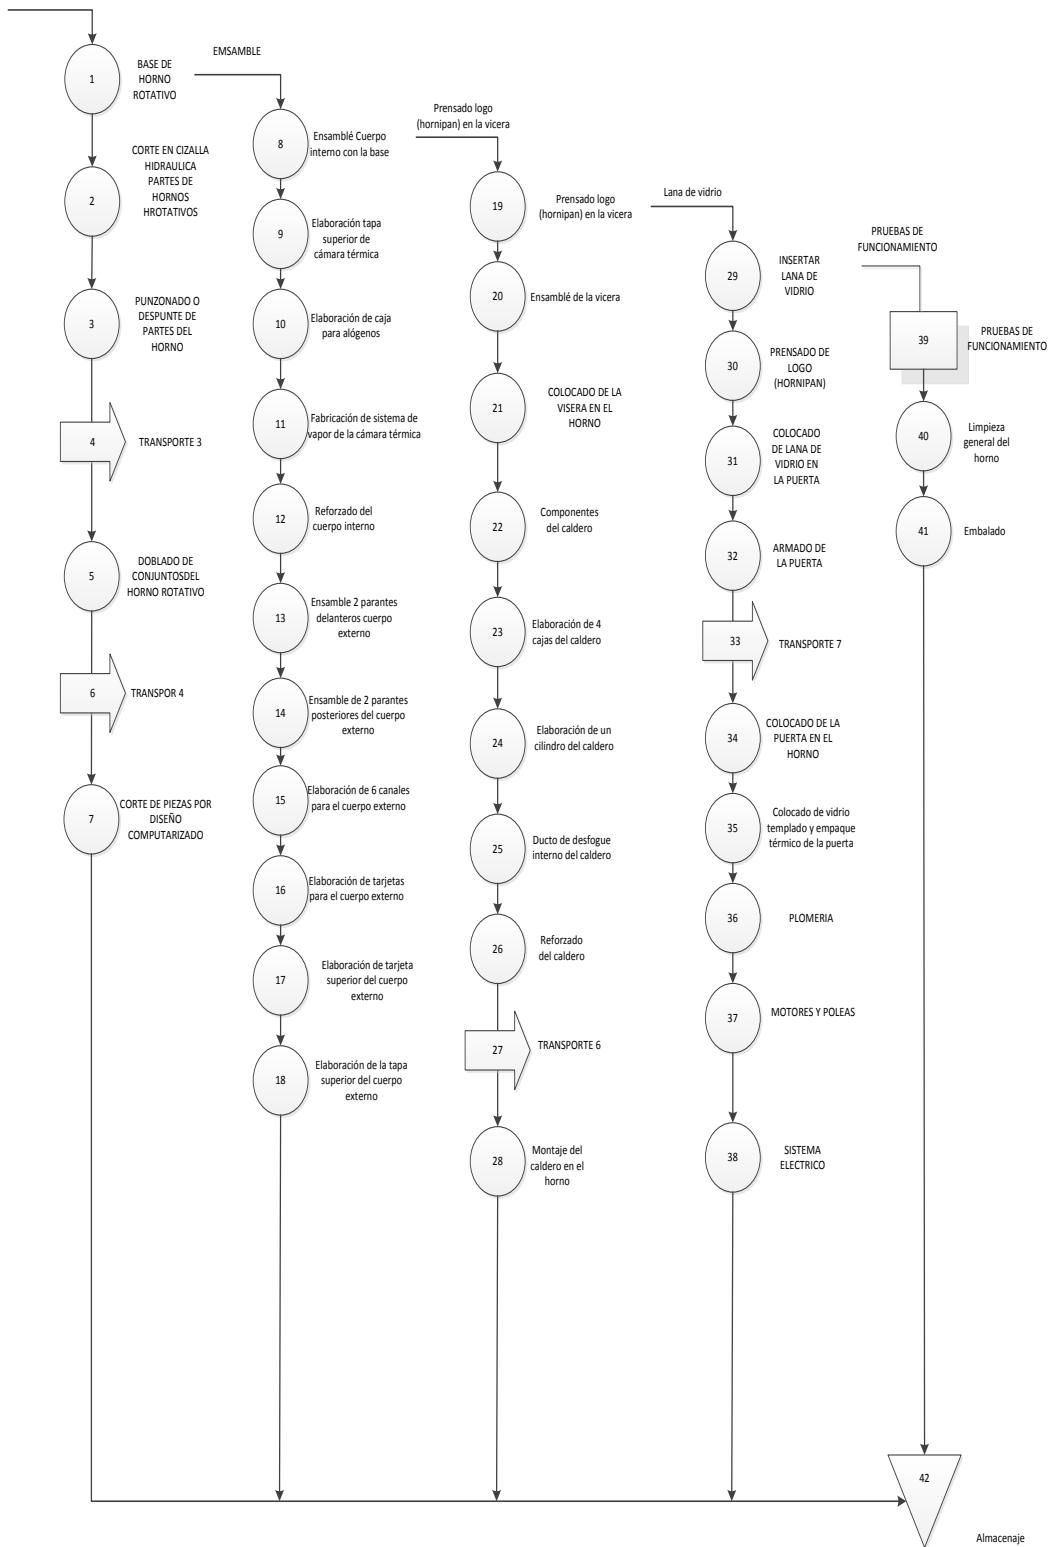 1
BASE DE
HORNO
ROTATIVO
2
CORTE EN CIZALLA
HIDRAULICA
PARTES DE
HORNOS
HROTATIVOS
3
PUNZONADO O
DESPUNTE DE
PARTES DEL
HORNO
4
TRANSPORTE 3
5
DOBLADO DE
CONJUNTOSDEL
HORNO ROTATIVO
6
TRANSPOR 4
7
CORTE DE PIEZAS POR
DISEÑO
COMPUTARIZADO
EMSAMBLE
8
Ensamblé Cuerpo
interno con la base
9
Elaboración tapa
superior de
cámara térmica
10
Elaboración de caja
para alógenos
11
Fabricación de sistema de
vapor de la cámara térmica
12
Reforzado del
cuerpo interno
13
Ensamble 2 parantes
delanteros cuerpo
externo
14
Ensamble de 2 parantes
posteriores del cuerpo
externo
15
Elaboración de 6 canales
para el cuerpo externo
16
Elaboración de tarjetas
para el cuerpo externo
17
Elaboración de tarjeta
superior del cuerpo
externo
18
Elaboración de la tapa
superior del cuerpo
externo
Prensado logo
(hornipan) en la vicera
19
Prensado logo
(hornipan) en la vicera
20
Ensamblé de la vicera
21
COLOCADO DE LA
VISERA EN EL
HORNO
22
Componentes
del caldero
23
Elaboración de 4
cajas del caldero
24
Elaboración de un
cilindro del caldero
25
Ducto de desfogue
interno del caldero
26
Reforzado
del caldero
27
TRANSPORTE 6
28
Montaje del
caldero en el
horno
Lana de vidrio
29
INSERTAR
LANA DE
VIDRIO
30
PRENSADO DE
LOGO
(HORNIPAN)
31
COLOCADO
DE LANA DE
VIDRIO EN
LA PUERTA
32
ARMADO DE
LA PUERTA
33
TRANSPORTE 7
34
COLOCADO DE LA
PUERTA EN EL
HORNO
35
Colocado de vidrio
templado y empaque
térmico de la puerta
36
PLOMERIA
37
MOTORES Y POLEAS
38
SISTEMA
ELECTRICO
PRUEBAS DE
FUNCIONAMIENTO
39
PRUEBAS DE
FUNCIONAMIENTO
40
Limpieza
general del
horno
41
Embalado
42
Almacenaje